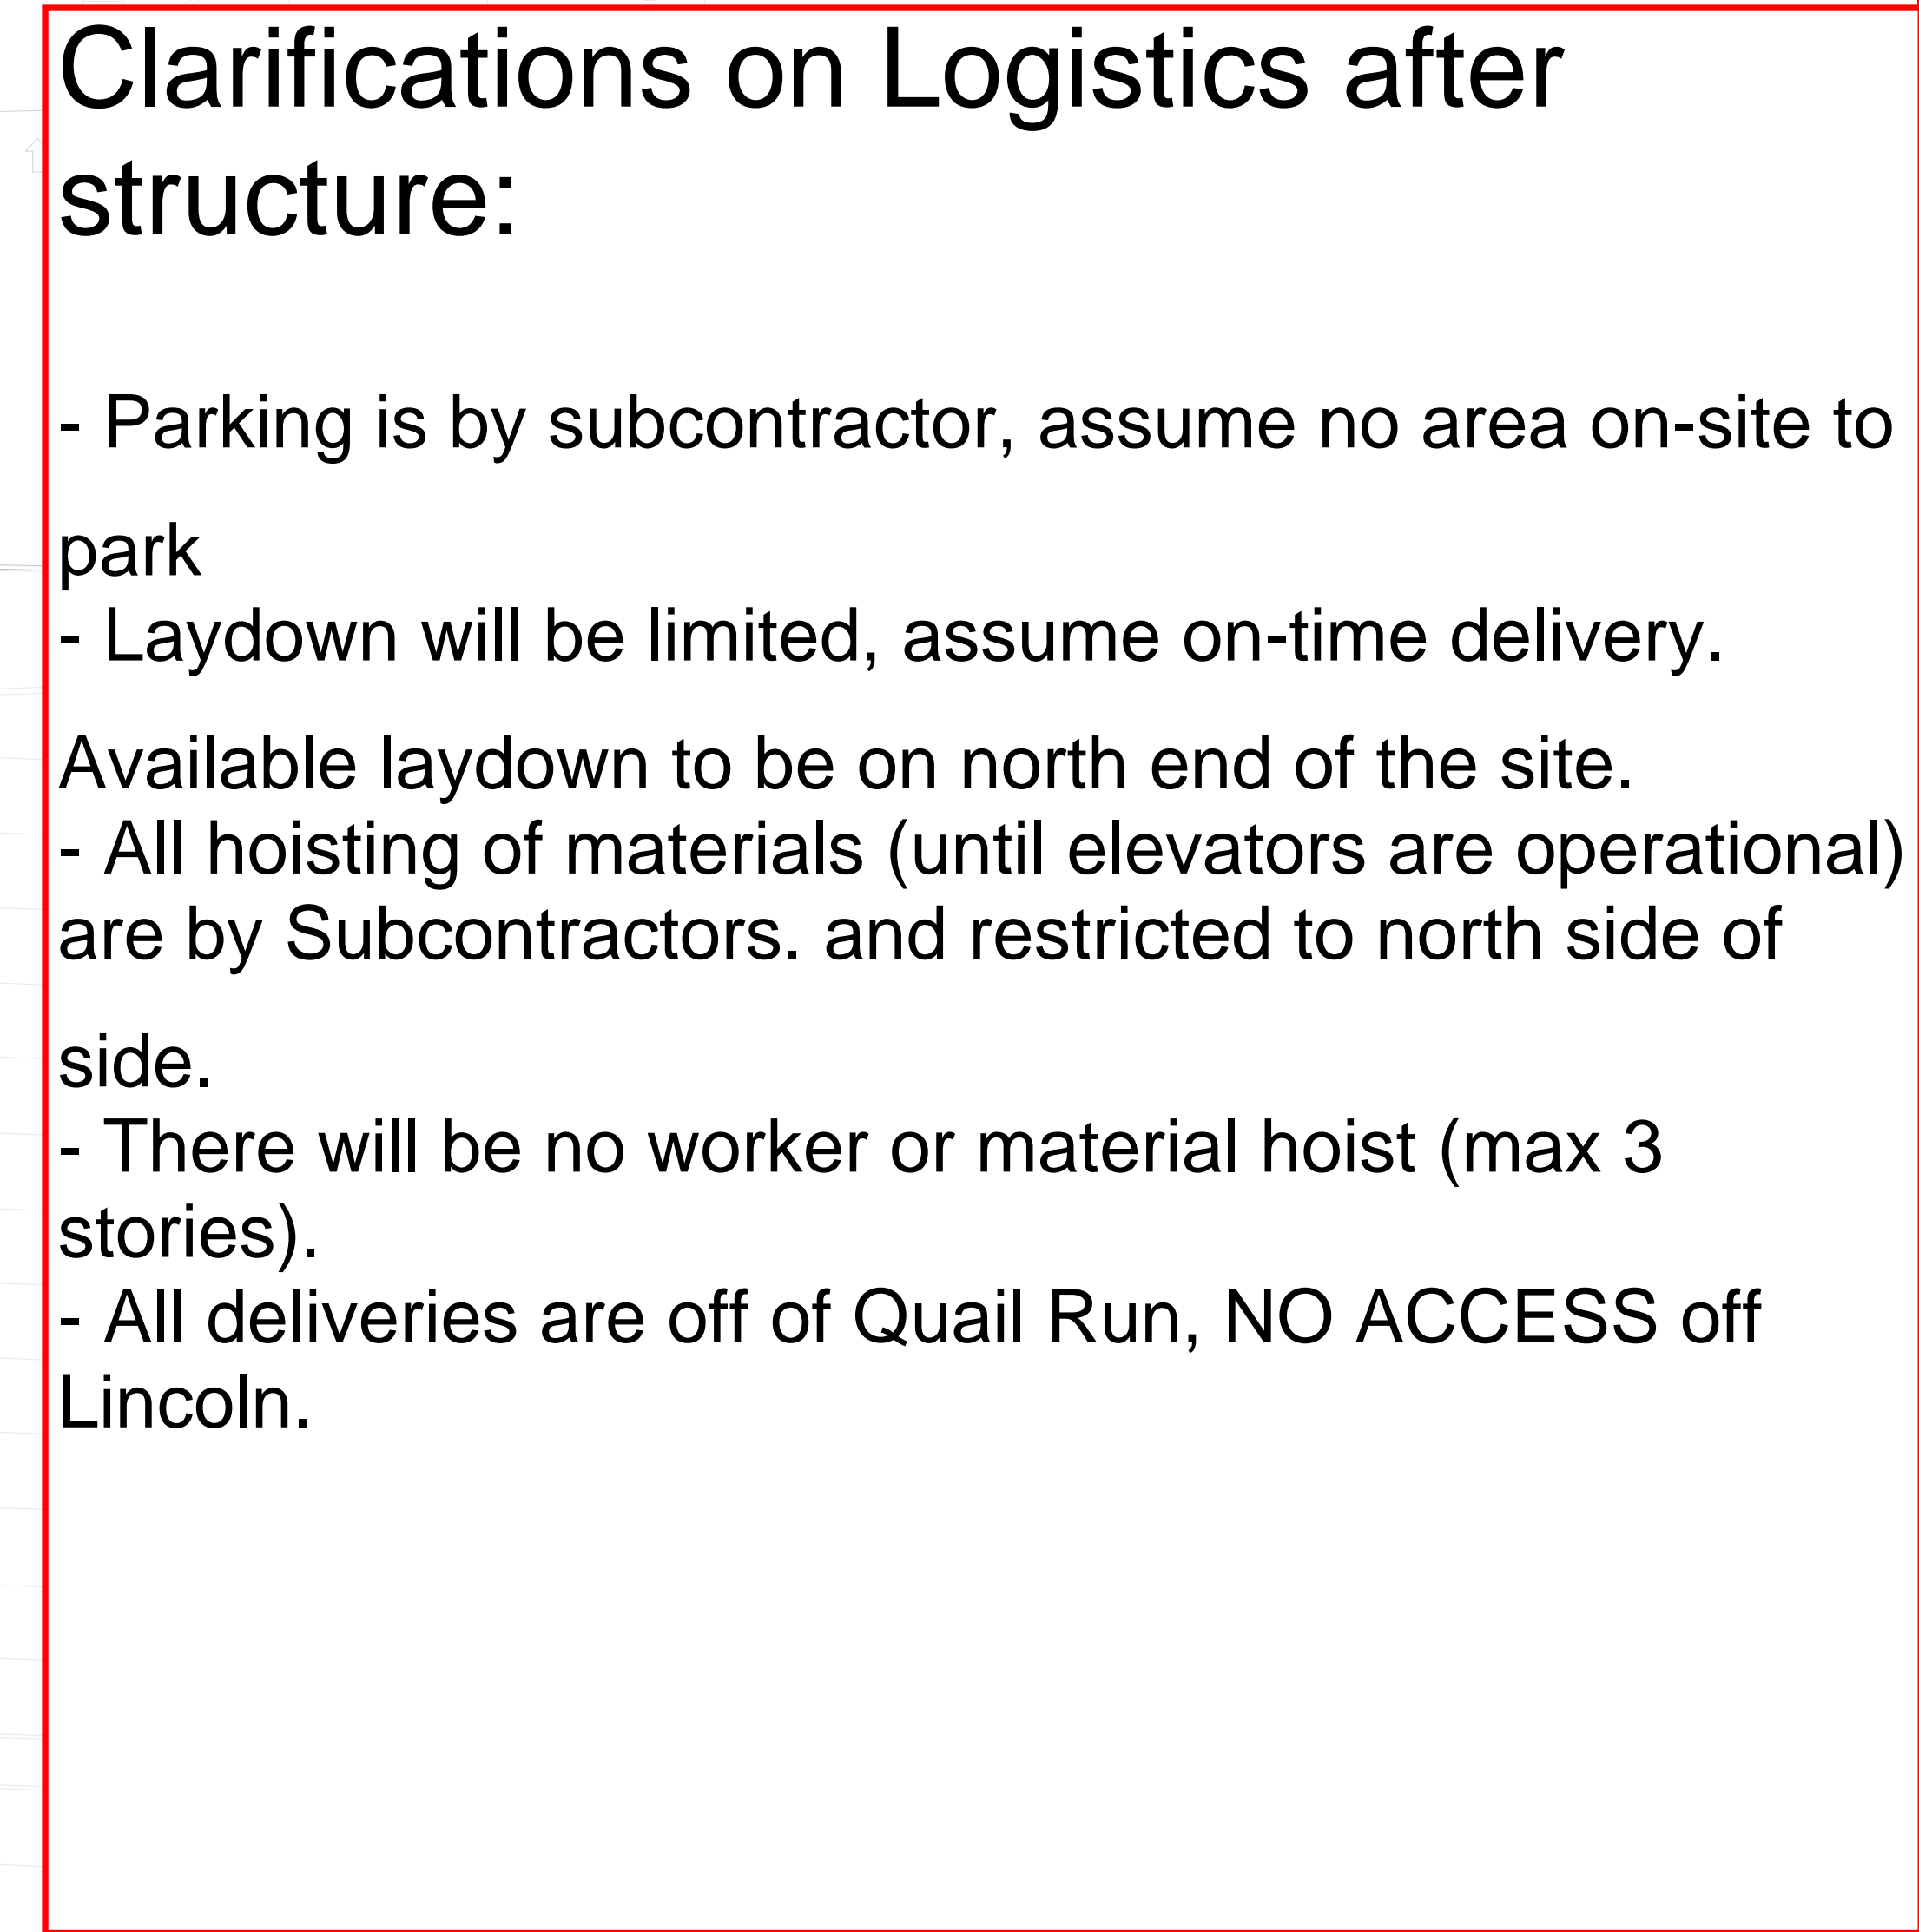 Clarifications on Logistics after
structure:
- Parking is by subcontractor, assume no area on-site to
park
- Laydown will be limited, assume on-time delivery.
Available laydown to be on north end of the site.
- All hoisting of materials (until elevators are operational)
are by Subcontractors. and restricted to north side of
side.
- There will be no worker or material hoist (max 3
stories).
- All deliveries are off of Quail Run, NO ACCESS off
Lincoln.